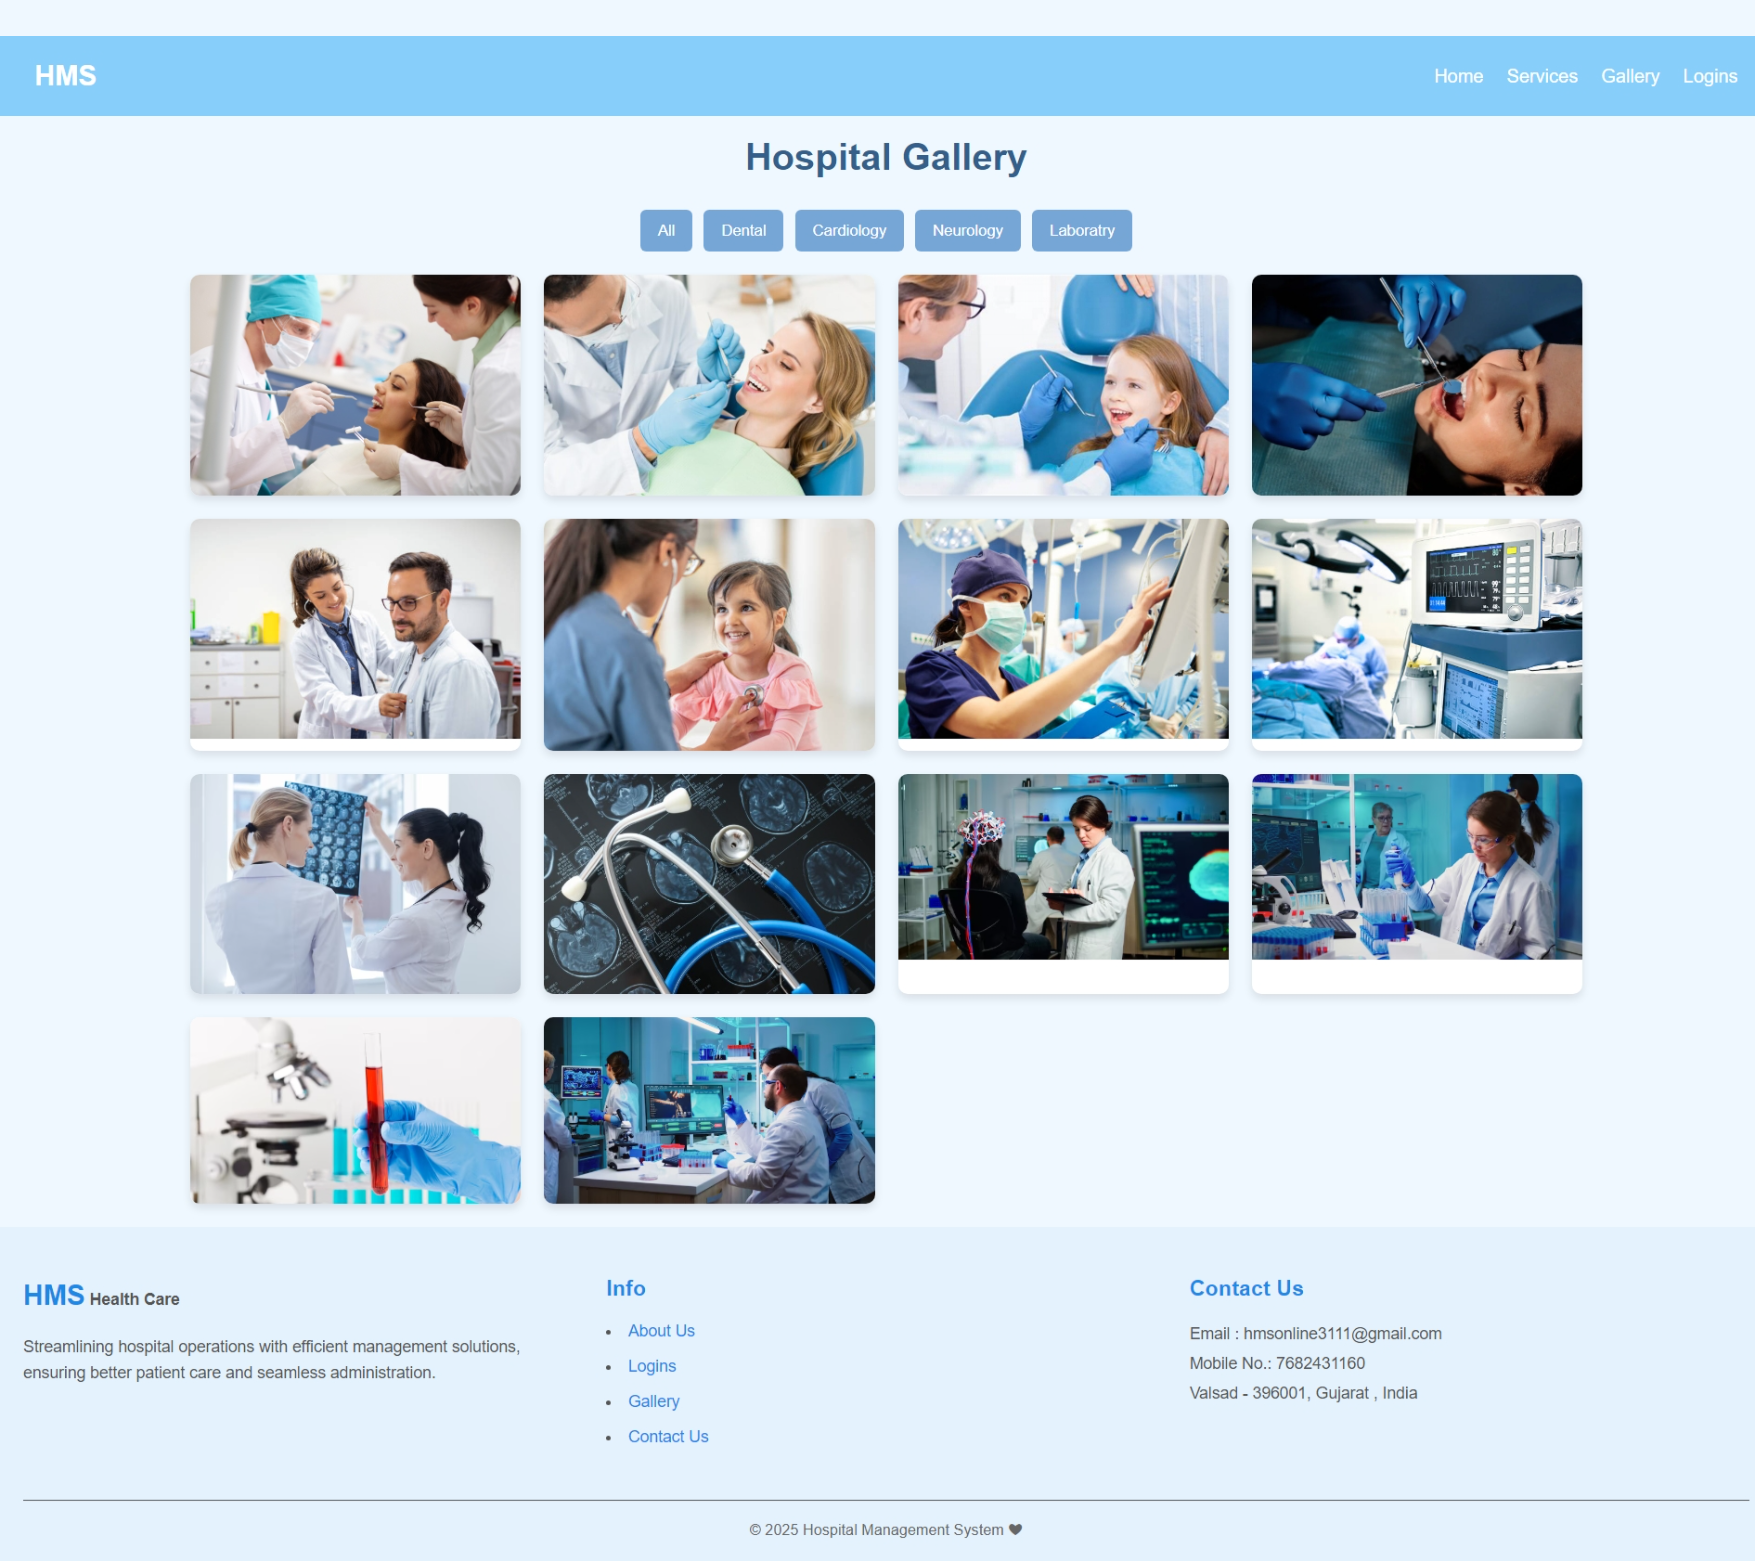 HMS
Home Services Gallery Logins
Hospital Gallery
All Dental Cardiology Neurology Laboratry
HMS Health Care
Streamlining hospital operations with efficient management solutions,
ensuring better patient care and seamless administration.
Info
• About Us
• Logins
• Gallery
• Contact Us
Contact Us
Email : hmsonline3111@gmail.com
Mobile No.: 7682431160
Valsad - 396001, Gujarat , India
© 2025 Hospital Management System ♥